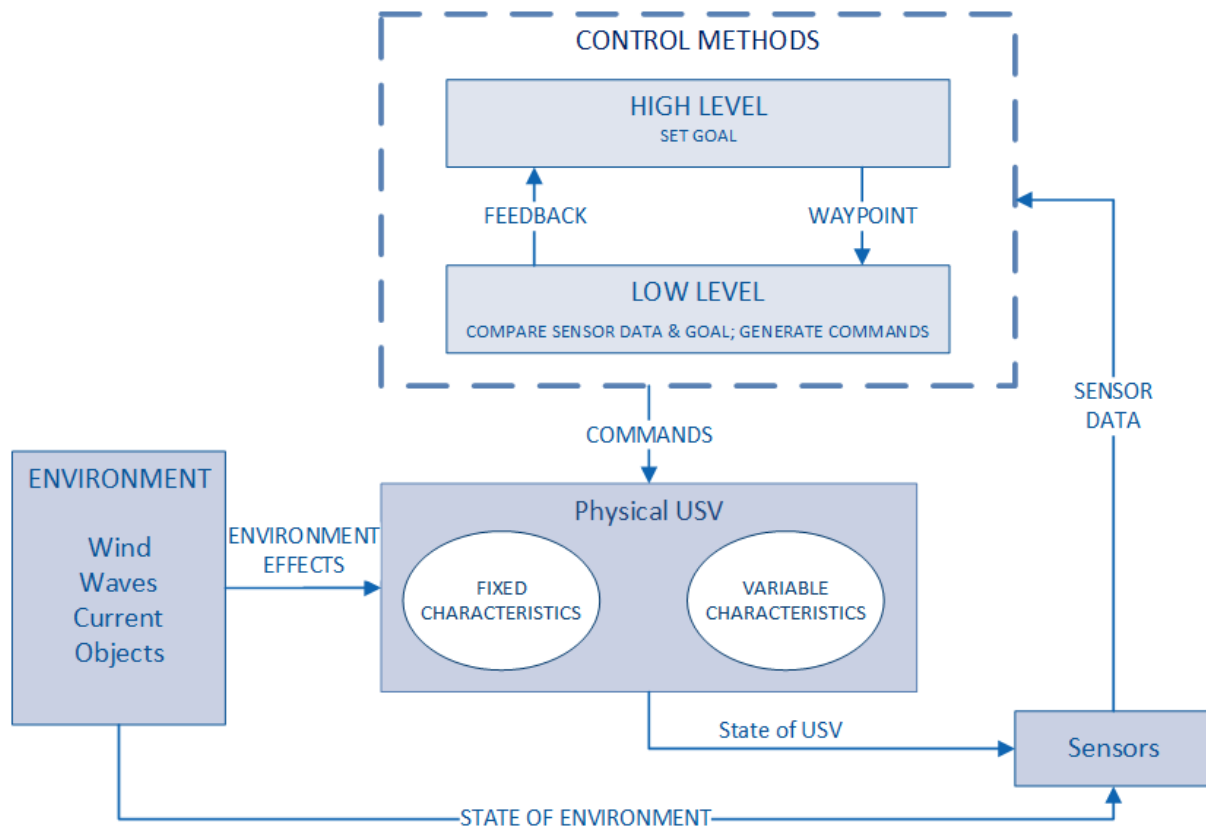 CONTROL METHODS
HIGH LEVEL
SET GOAL
FEEDBACK
WAYPOINT
LOW LEVEL
COMPARE SENSOR DATA & GOAL; GENERATE COMMANDS
SENSOR
DATA
COMMANDS
ENVIRONMENT
Wind
Waves
Current
Objects
ENVIRONMENT
EFFECTS
Physical USV
FIXED
CHARACTERISTICS
VARIABLE
CHARACTERISTICS
State of USV
Sensors
STATE OF ENVIRONMENT